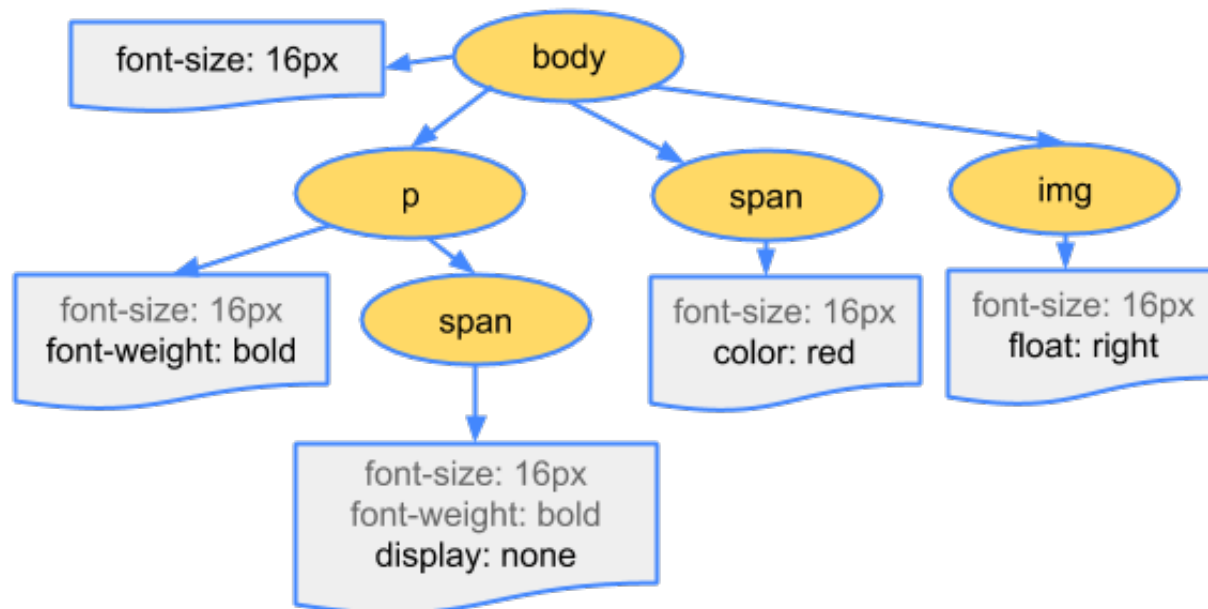 font-size: 16px
body
p
span
img
font-size: 16px
font-weight: bold
span
font-size: 16px
color: red
font-size: 16px
float: right
font-size: 16px
font-weight: bold
display: none